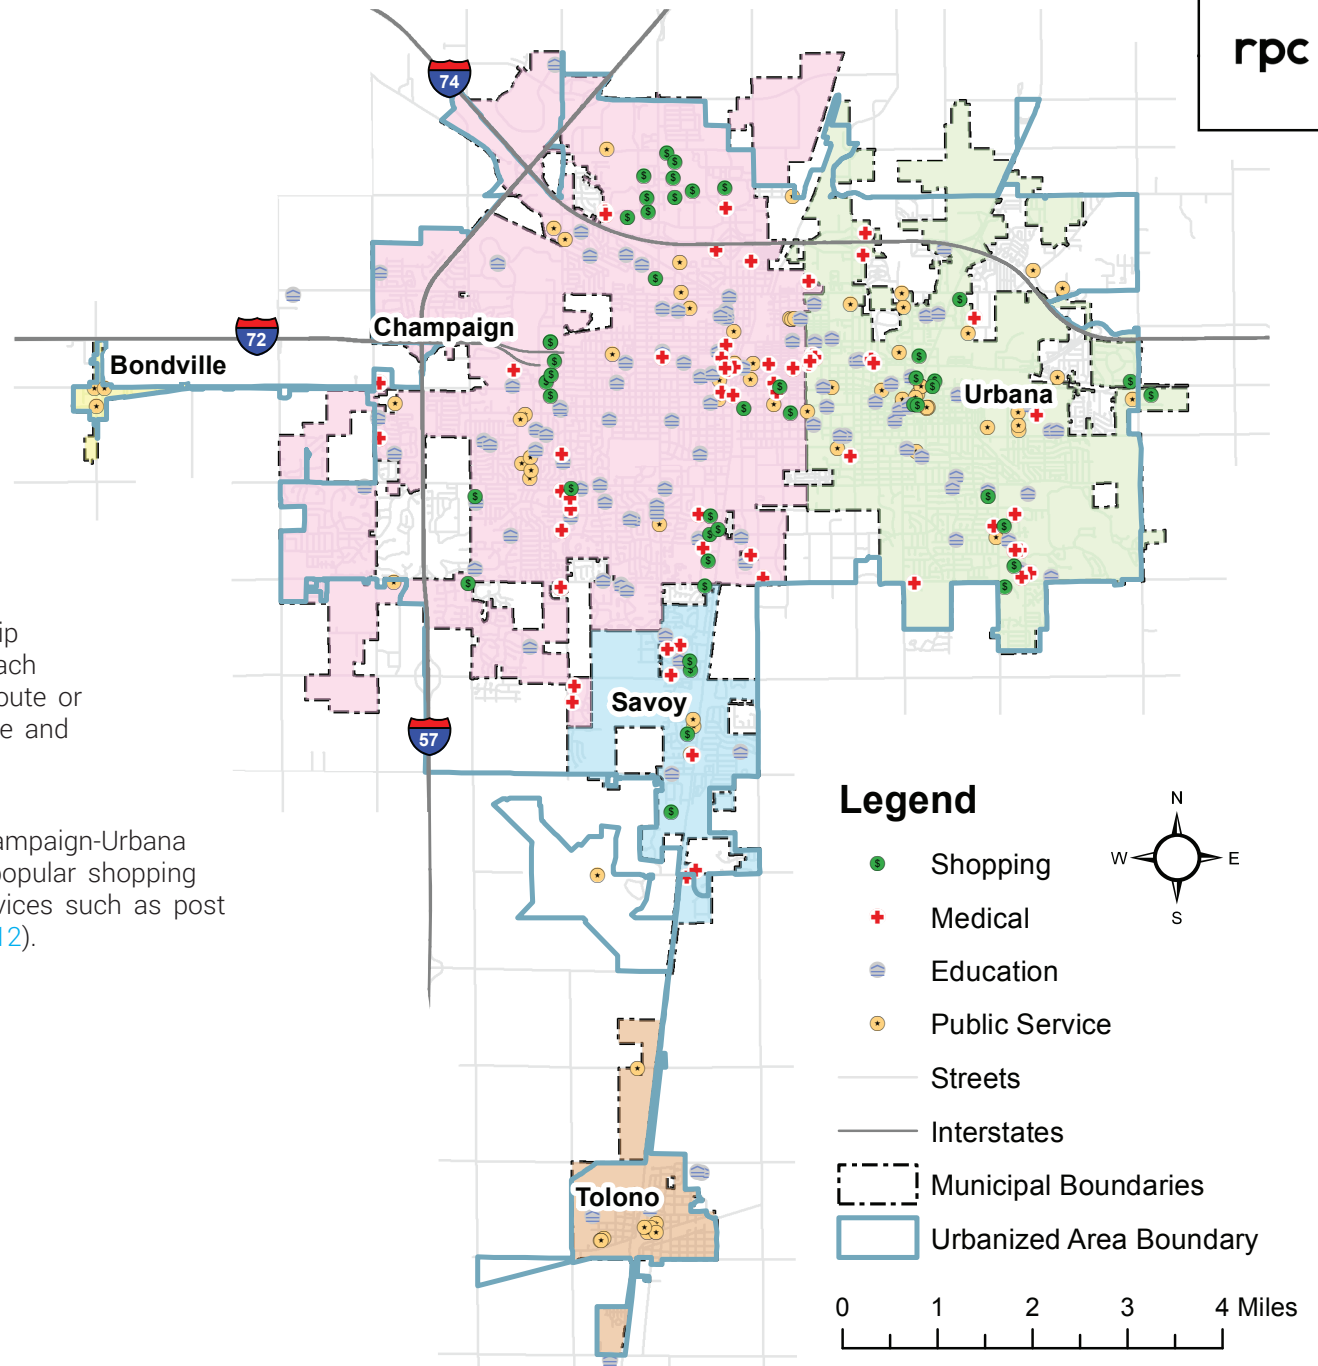 rpc
74
Champaign
72
Bondville
Urbana
ip
ach
oute or
e and
Savoy
57
ampaign-Urbana
popular shopping
vices such as post
12).
Legend
N
W
E
S
Shopping
Medical
Education
Public Service
Streets
Interstates
Municipal Boundaries
Urbanized Area Boundary
Tolono
0 1 2 3 4 Miles